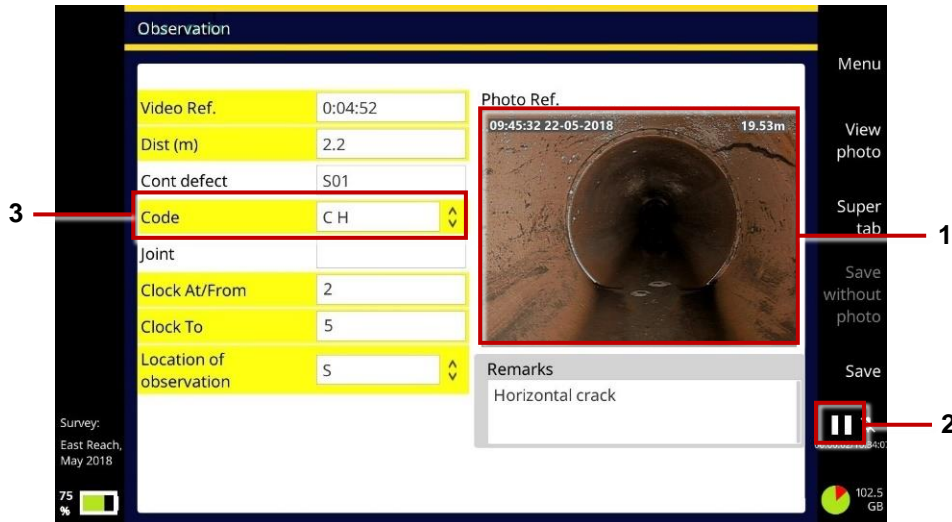 Observation
Menu
Video Ref. 0:04:52
Photo Ref.
09:45:32 22-05-2018 19.53m
View
photo
Dist (m) 2.2
Cont defect S01
3
Code C H
Super
tab
1
Joint
Save
without
photo
Clock At/From 2
Clock To 5
Location of
observation S
Remarks
Horizontal crack
Save
2
Survey:
East Reach,
May 2018
75
%
102.5
GB